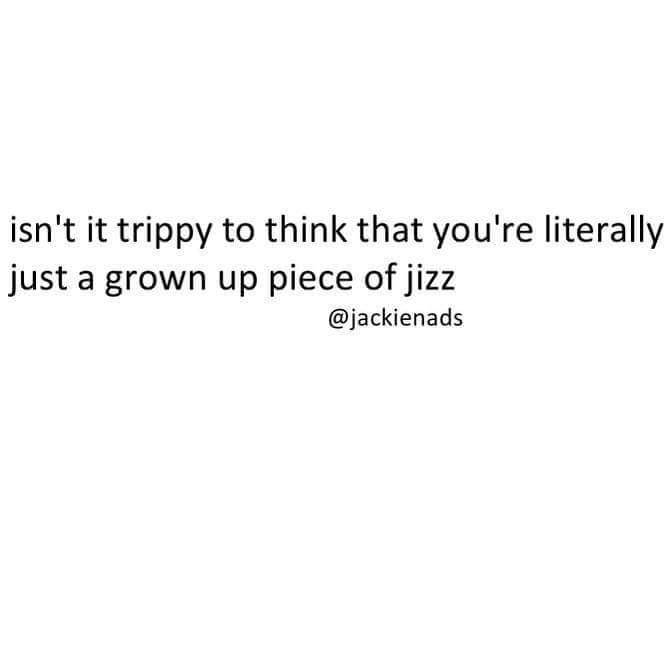 isn't it trippy to think that you're literally
just a grown up piece of jizz
@jackienads